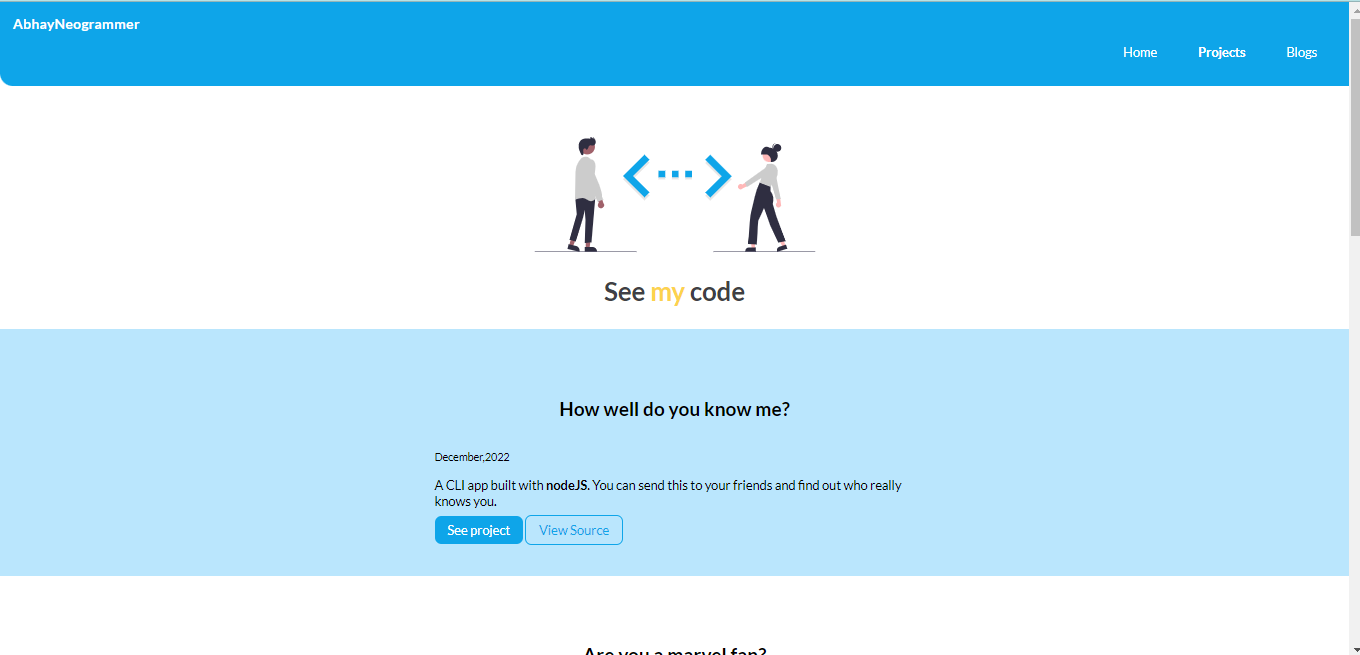 AbhayNeogrammer
Home Projects Blogs
See my code
How well do you know me?
December,2022
A CLI app built with nodeJS. You can send this to your friends and find out who really
knows you.
See project View Source
Are you a marvel fan?